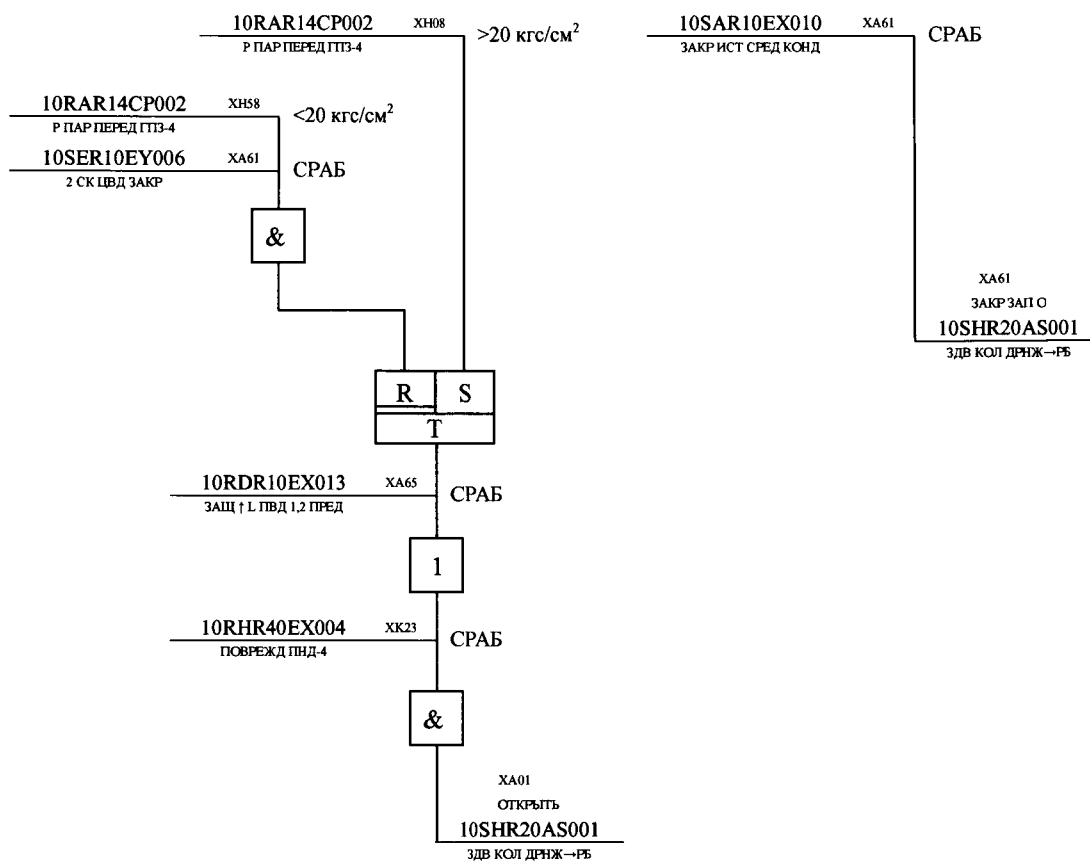 10RAR14CP002 XH08 >20 кгс/см²
Р ПАР ПЕРЕД ГПЗ-4
10SAR10EX010 XA61 СРАБ
ЗАКР ИСТ СРЕД КОНД
10RAR14CP002 XH58 <20 кгс/см²
Р ПАР ПЕРЕД ГПЗ-4
10SER10EY006 XA61 СРАБ
2 СК ЦВД ЗАКР
&
XA61
ЗАКР ЗАП О
10SHR20AS001
ЗДВ КОЛ ДРНЖ→РБ
R S
T
10RDR10EX013 XA65 СРАБ
ЗАЩ ↑ L ПВД 1,2 ПРЕД
1
10RHR40EX004 XK23 СРАБ
ПОВРЕЖД ПНД-4
&
XA01
ОТКРЫТЬ
10SHR20AS001
ЗДВ КОЛ ДРНЖ→РБ